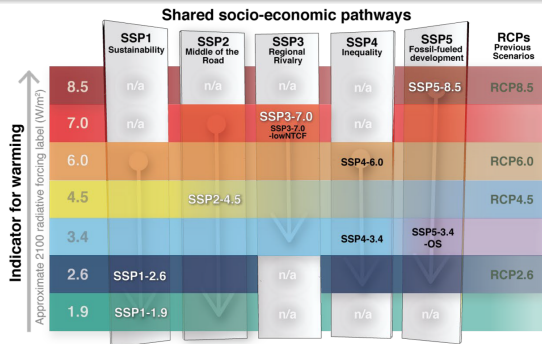 Shared socio-economic pathways
SSP1
Sustainability
SSP2
Middle of the
Road
SSP3
Regional
Rivalry
SSP4
Inequality
SSP5
Fossil-fueled
development
RCPs
Previous
Scenarios
Indicator for warming
Approximate 2100 radiative forcing label (W/m²)
8.5 n/a n/a n/a n/a SSP5-8.5 RCP8.5
7.0 n/a SSP3-7.0 n/a
SSP3-7.0
-lowNTCF
6.0 SSP4-6.0 RCP6.0
4.5 SSP2-4.5 RCP4.5
3.4 SSP4-3.4 SSP5-3.4
-OS
2.6 SSP1-2.6 n/a RCP2.6
1.9 SSP1-1.9 n/a n/a n/a